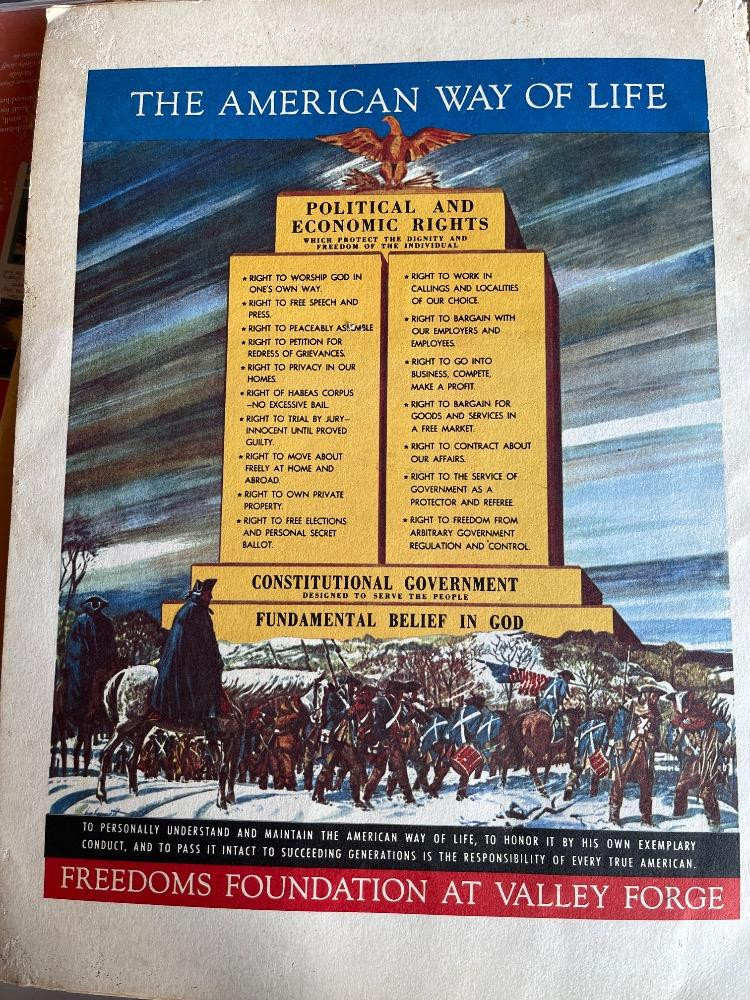 THE AMERICAN WAY OF LIFE
POLITICAL AND
ECONOMIC RIGHTS
WHICH PROTECT THE DIGNITY AND
FREEDOM OF THE INDIVIDUAL
★ RIGHT TO WORSHIP GOD IN
ONE'S OWN WAY.
★ RIGHT TO FREE SPEECH AND
PRESS.
★ RIGHT TO PEACEABLY ASSEMBLE
★ RIGHT TO PETITION FOR
REDRESS OF GRIEVANCES.
★ RIGHT TO PRIVACY IN OUR
HOMES.
★ RIGHT OF HABEAS CORPUS
—NO EXCESSIVE BAIL.
★ RIGHT TO TRIAL BY JURY—
INNOCENT UNTIL PROVED
GUILTY.
★ RIGHT TO MOVE ABOUT
FREELY AT HOME AND
ABROAD.
★ RIGHT TO OWN PRIVATE
PROPERTY.
★ RIGHT TO FREE ELECTIONS
AND PERSONAL SECRET
BALLOT.
★ RIGHT TO WORK IN
CALLINGS AND LOCALITIES
OF OUR CHOICE.
★ RIGHT TO BARGAIN WITH
OUR EMPLOYERS AND
EMPLOYEES.
★ RIGHT TO GO INTO
BUSINESS, COMPETE,
MAKE A PROFIT.
★ RIGHT TO BARGAIN FOR
GOODS AND SERVICES IN
A FREE MARKET.
★ RIGHT TO CONTRACT ABOUT
OUR AFFAIRS.
★ RIGHT TO THE SERVICE OF
GOVERNMENT AS A
PROTECTOR AND REFEREE.
★ RIGHT TO FREEDOM FROM
ARBITRARY GOVERNMENT
REGULATION AND CONTROL.
CONSTITUTIONAL GOVERNMENT
DESIGNED TO SERVE THE PEOPLE
FUNDAMENTAL BELIEF IN GOD
TO PERSONALLY UNDERSTAND AND MAINTAIN THE AMERICAN WAY OF LIFE, TO HONOR IT BY HIS OWN EXEMPLARY
CONDUCT, AND TO PASS IT INTACT TO SUCCEEDING GENERATIONS IS THE RESPONSIBILITY OF EVERY TRUE AMERICAN.
FREEDOMS FOUNDATION AT VALLEY FORGE